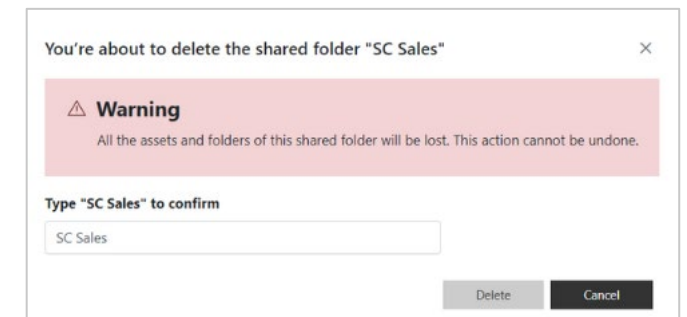 You're about to delete the shared folder "SC Sales"
Warning
All the assets and folders of this shared folder will be lost. This action cannot be undone.
Type "SC Sales" to confirm
SC Sales
Delete Cancel